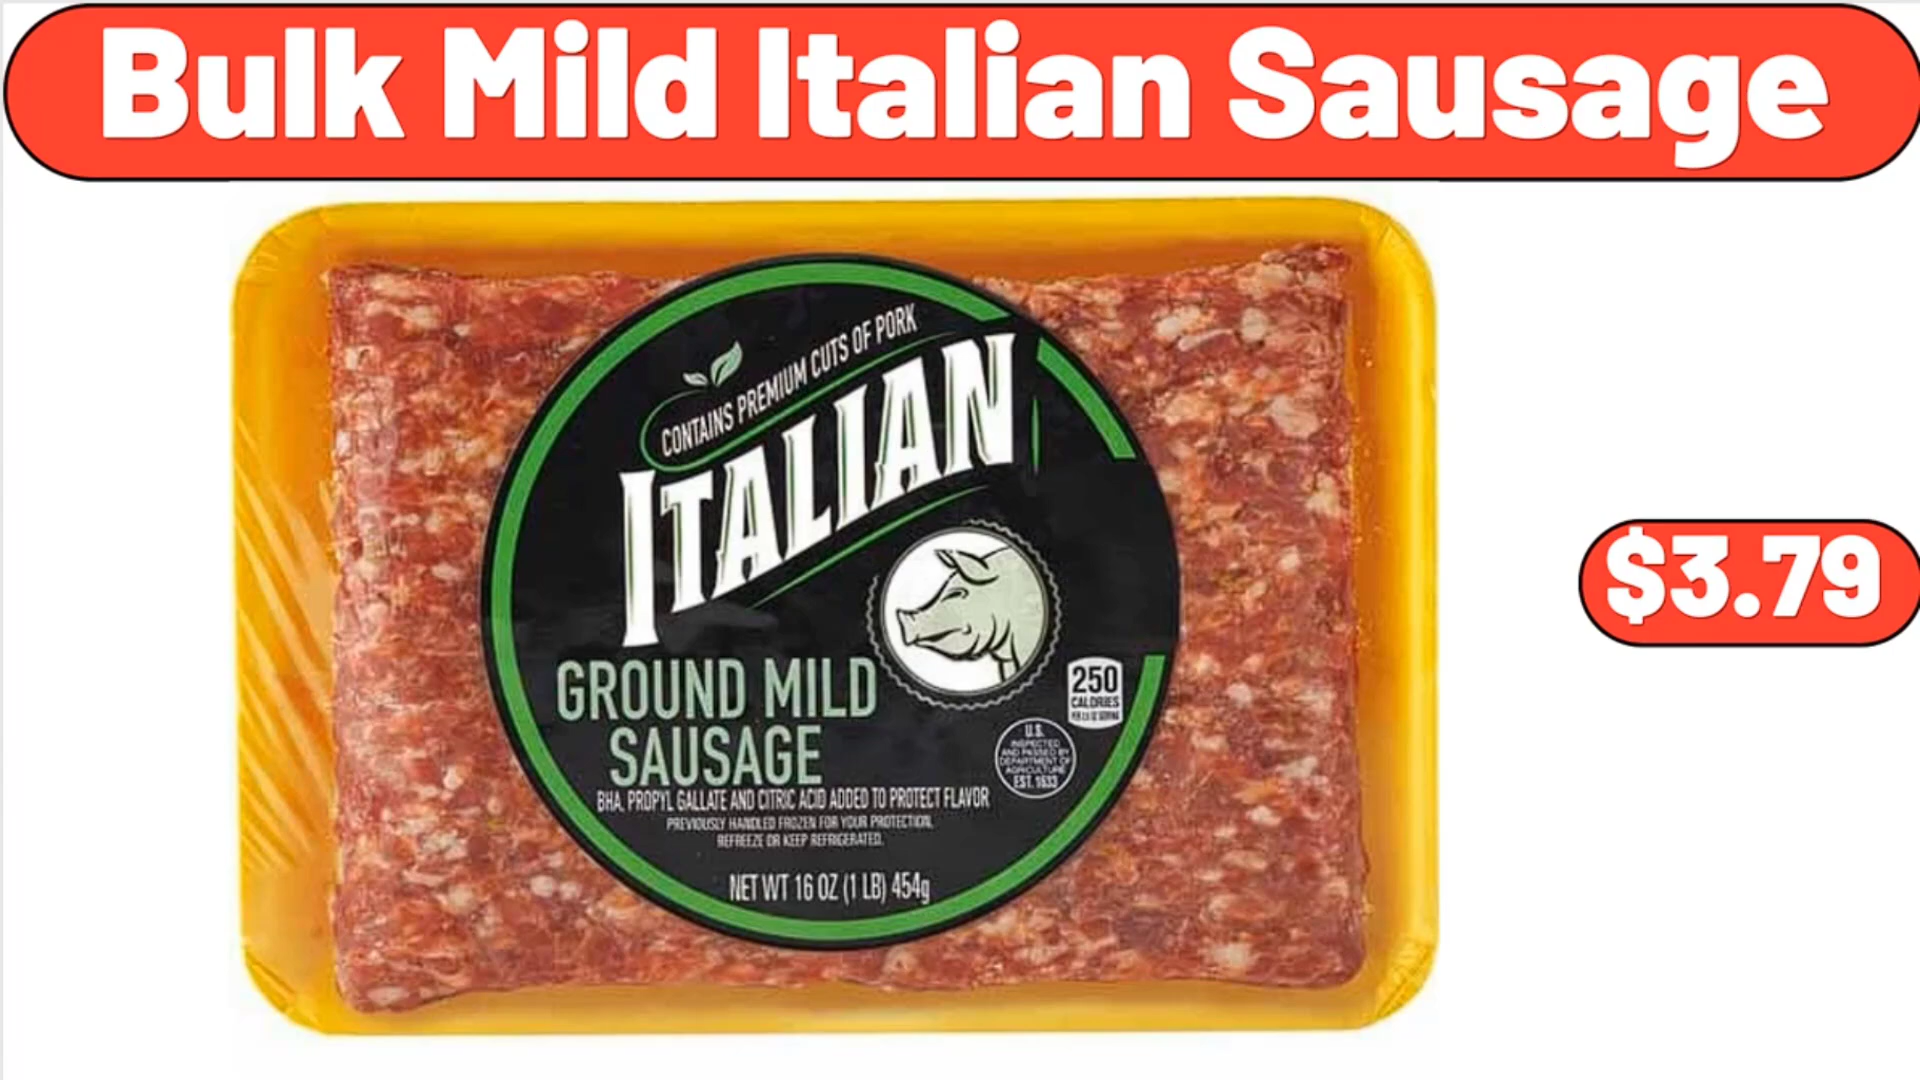 Bulk Mild Italian Sausage
CONTAINS PREMIUM CUTS OF PORK
ITALIAN
$3.79
GROUND MILD
SAUSAGE
250
CALORIES
U.S.
INSPECTED
AND PASSED BY
DEPARTMENT OF
AGRICULTURE
EST. 1633
BHA, PROPYL GALLATE AND CITRIC ACID ADDED TO PROTECT FLAVOR
PREVIOUSLY HANDLED FROZEN FOR YOUR PROTECTION.
REFREEZE OR KEEP REFRIGERATED.
NET WT 16 OZ (1 LB) 454g